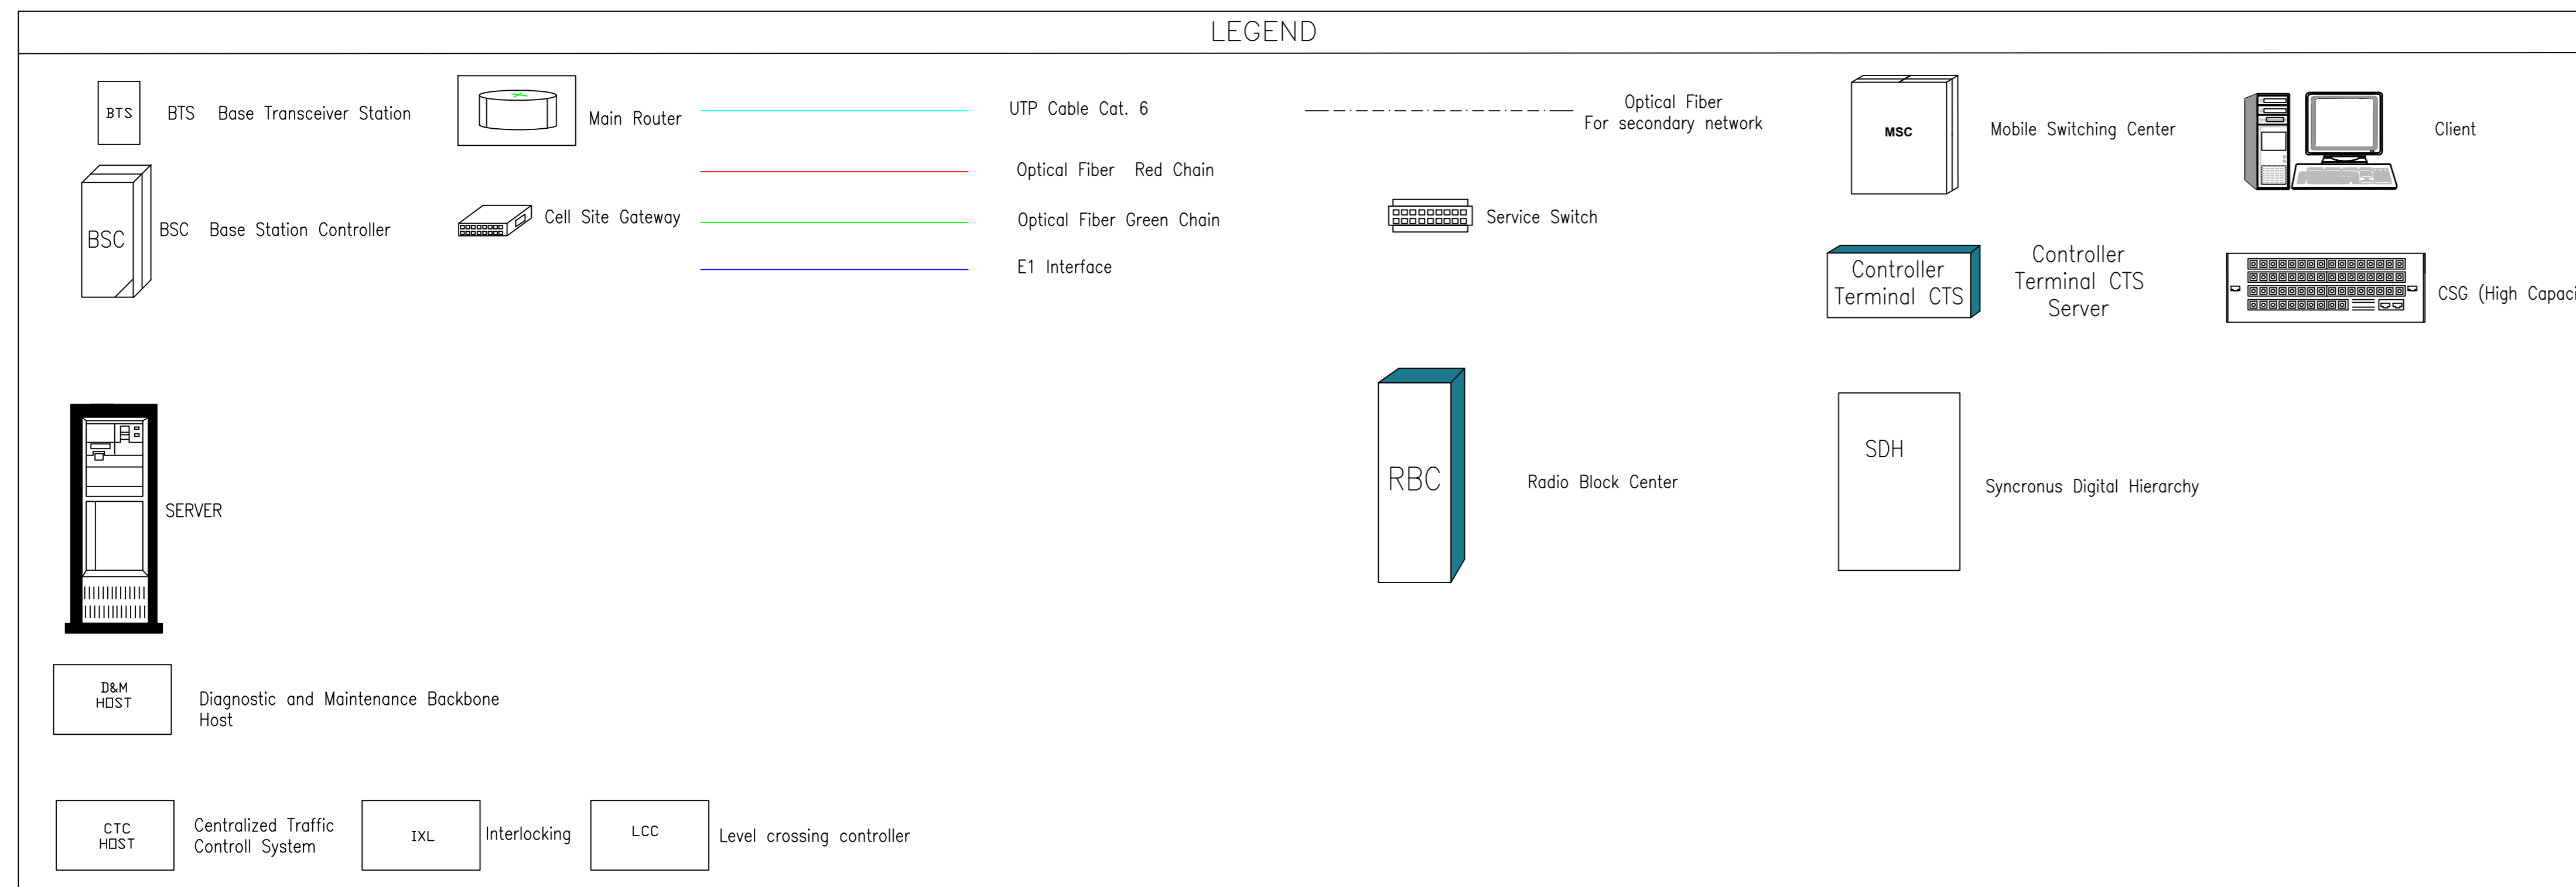 LEGEND
BTS
BTS Base Transceiver Station
Main Router
UTP Cable Cat. 6
Optical Fiber
For secondary network
MSC
Mobile Switching Center
Client
Optical Fiber Red Chain
BSC
BSC Base Station Controller
Cell Site Gateway
Optical Fiber Green Chain
Service Switch
E1 Interface
Controller
Terminal CTS
Controller
Terminal CTS
Server
CSG (High
SERVER
RBC
Radio Block Center
SDH
Syncronus Digital Hierarchy
D&M
HOST
Diagnostic and Maintenance Backbone
Host
CTC
HOST
Centralized Traffic
Controll System
IXL
Interlocking
LCC
Level crossing controller